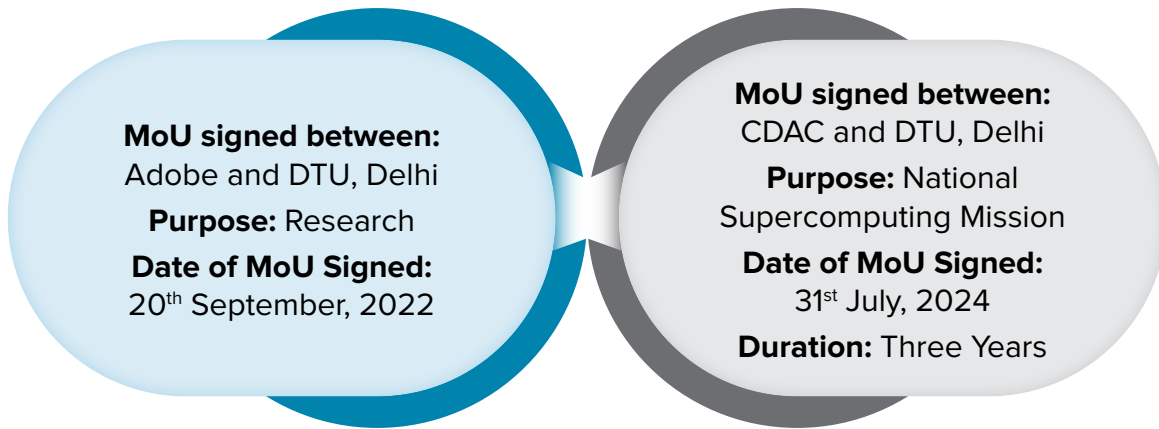 MoU signed between:
Adobe and DTU, Delhi
Purpose: Research
Date of MoU Signed:
20th September, 2022
MoU signed between:
CDAC and DTU, Delhi
Purpose: National
Supercomputing Mission
Date of MoU Signed:
31st July, 2024
Duration: Three Years